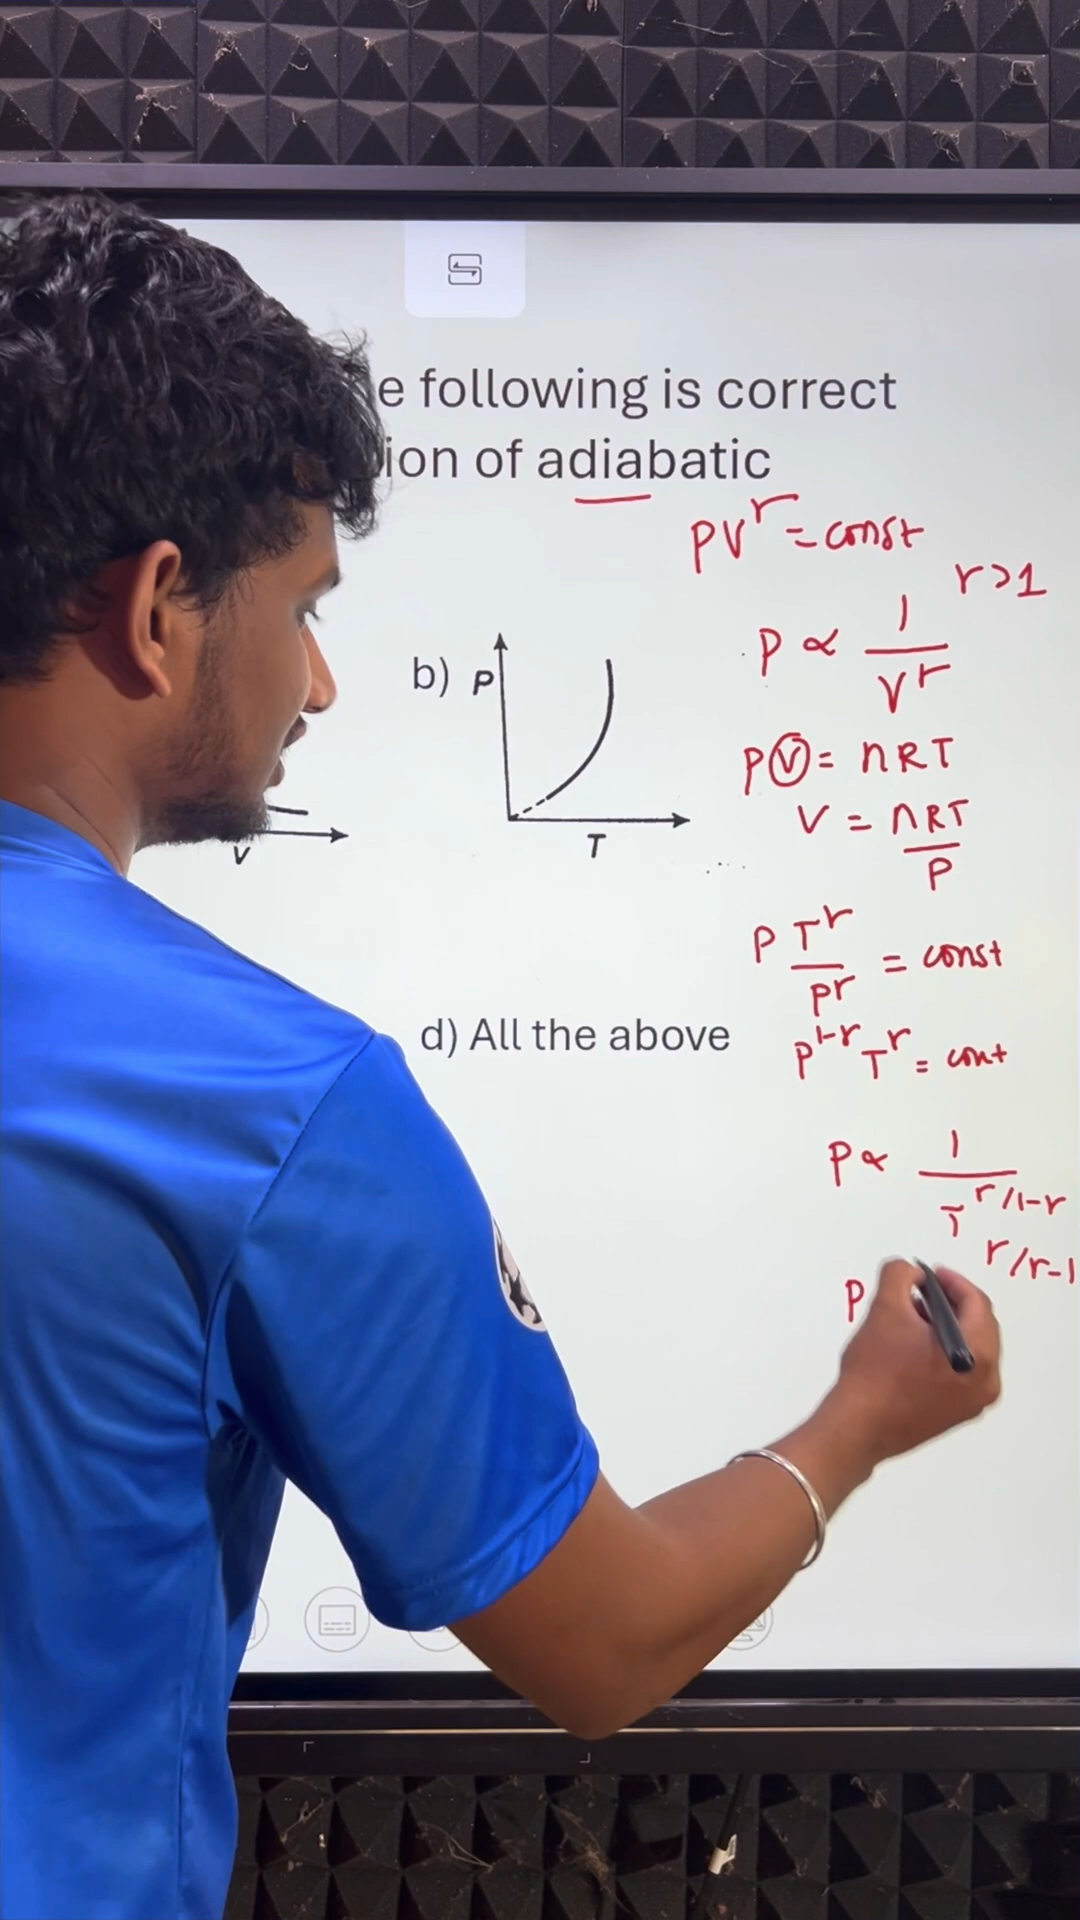 e following is correct
ion of adiabatic
PV^r = const
r>1
P ∝ 1/V^r
b) P
T
V
PV = nRT
V = nRT/P
P T^r/P^r = const
d) All the above
P^1-r T^r = cont
P ∝ 1/T^r/1-r
r/r-1
P